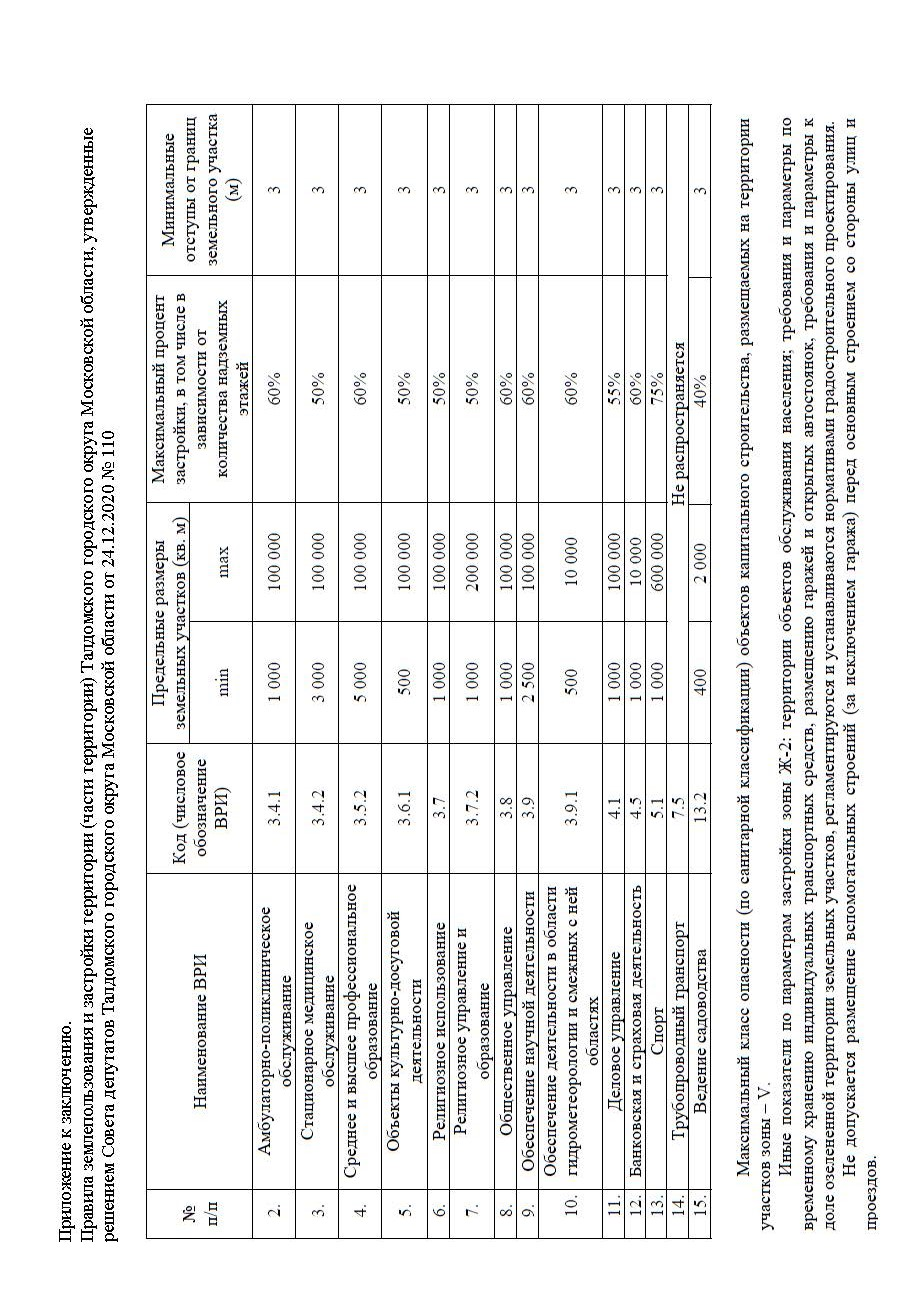 Приложение к заключению.
Правила землепользования и застройки территории (части территории) Талдомского городского округа Московской области, утвержденные
решением Совета депутатов Талдомского городского округа Московской области от 24.12.2020 № 110
№ п/п | Наименование ВРИ | Код (числовое обозначение ВРИ) | Предельные размеры земельных участков (кв. м) | Максимальный процент застройки, в том числе в зависимости от количества надземных этажей | Минимальные отступы от границ земельного участка (м)
min | max
2. | Амбулаторно-поликлиническое обслуживание | 3.4.1 | 1 000 | 100 000 | 60% | 3
3. | Стационарное медицинское обслуживание | 3.4.2 | 3 000 | 100 000 | 50% | 3
4. | Среднее и высшее профессиональное образование | 3.5.2 | 5 000 | 100 000 | 60% | 3
5. | Объекты культурно-досуговой деятельности | 3.6.1 | 500 | 100 000 | 50% | 3
6. | Религиозное использование | 3.7 | 1 000 | 100 000 | 50% | 3
7. | Религиозное управление и образование | 3.7.2 | 1 000 | 200 000 | 50% | 3
8. | Общественное управление | 3.8 | 1 000 | 100 000 | 60% | 3
9. | Обеспечение научной деятельности | 3.9 | 2 500 | 100 000 | 60% | 3
10. | Обеспечение деятельности в области гидрометеорологии и смежных с ней областях | 3.9.1 | 500 | 10 000 | 60% | 3
11. | Деловое управление | 4.1 | 1 000 | 100 000 | 55% | 3
12. | Банковская и страховая деятельность | 4.5 | 1 000 | 10 000 | 60% | 3
13. | Спорт | 5.1 | 1 000 | 600 000 | 75% | 3
14. | Трубопроводный транспорт | 7.5 | Не распространяется
15. | Ведение садоводства | 13.2 | 400 | 2 000 | 40% | 3
Максимальный класс опасности (по санитарной классификации) объектов капитального строительства, размещаемых на территории
участков зоны – V.
Иные показатели по параметрам застройки зоны Ж-2: территории объектов обслуживания населения; требования и параметры по
временному хранению индивидуальных транспортных средств, размещению гаражей и открытых автостоянок, требования и параметры к
доле озелененной территории земельных участков, регламентируются и устанавливаются нормативами градостроительного проектирования.
Не допускается размещение вспомогательных строений (за исключением гаража) перед основным строением со стороны улиц и
проездов.